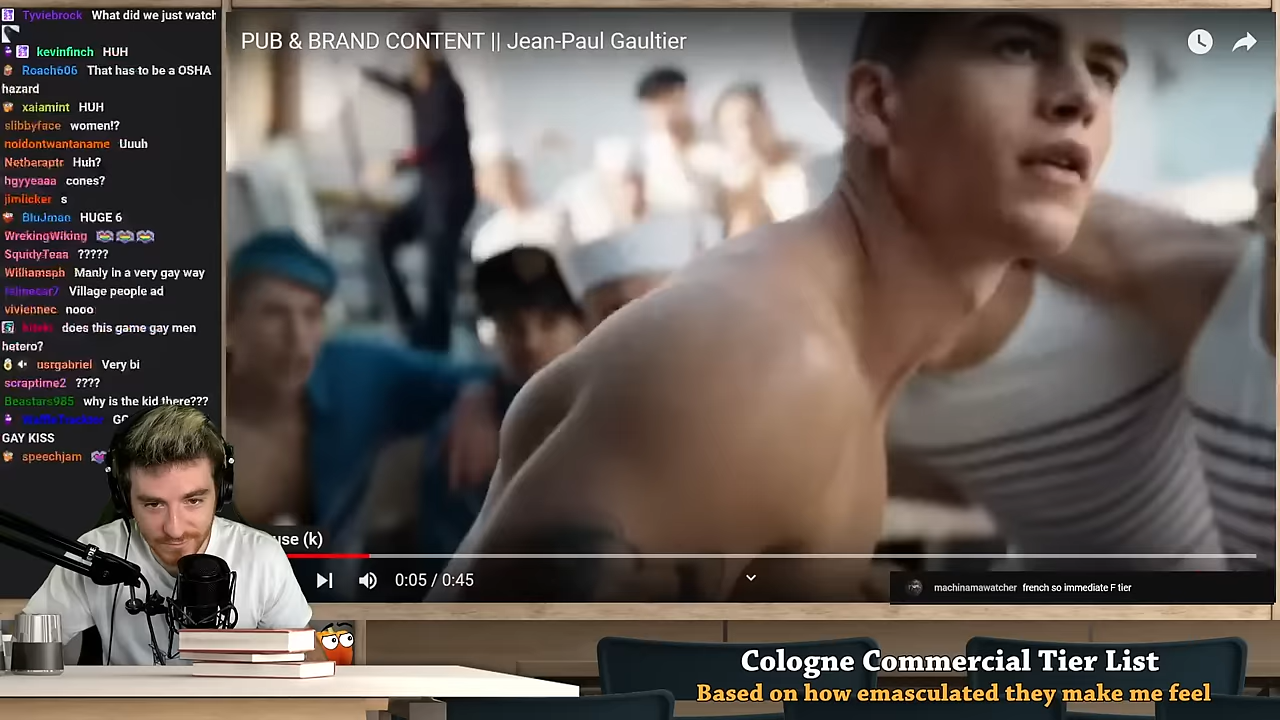 Tyviebrock What did we just watch
kevinfinch HUH
Roach606 That has to be a OSHA
hazard
xaiamint HUH
slibbyface women!?
noidontwantaname Uuuh
Netheraptr Huh?
hgyyeaaa cones?
jimlicker s
BluJman HUGE 6
WrekingWiking
SquidyTeaa ?????
Williamsph Manly in a very gay way
Village people ad
viviennec nooo
does this game gay men
hetero?
usrgabriel Very bi
scraptime2 ????
Beastars985 why is the kid there???
GAY KISS
speechjam
PUB & BRAND CONTENT || Jean-Paul Gaultier
use (k)
0:05 / 0:45
machinamawatcher french so immediate F tier
Cologne Commercial Tier List
Based on how emasculated they make me feel